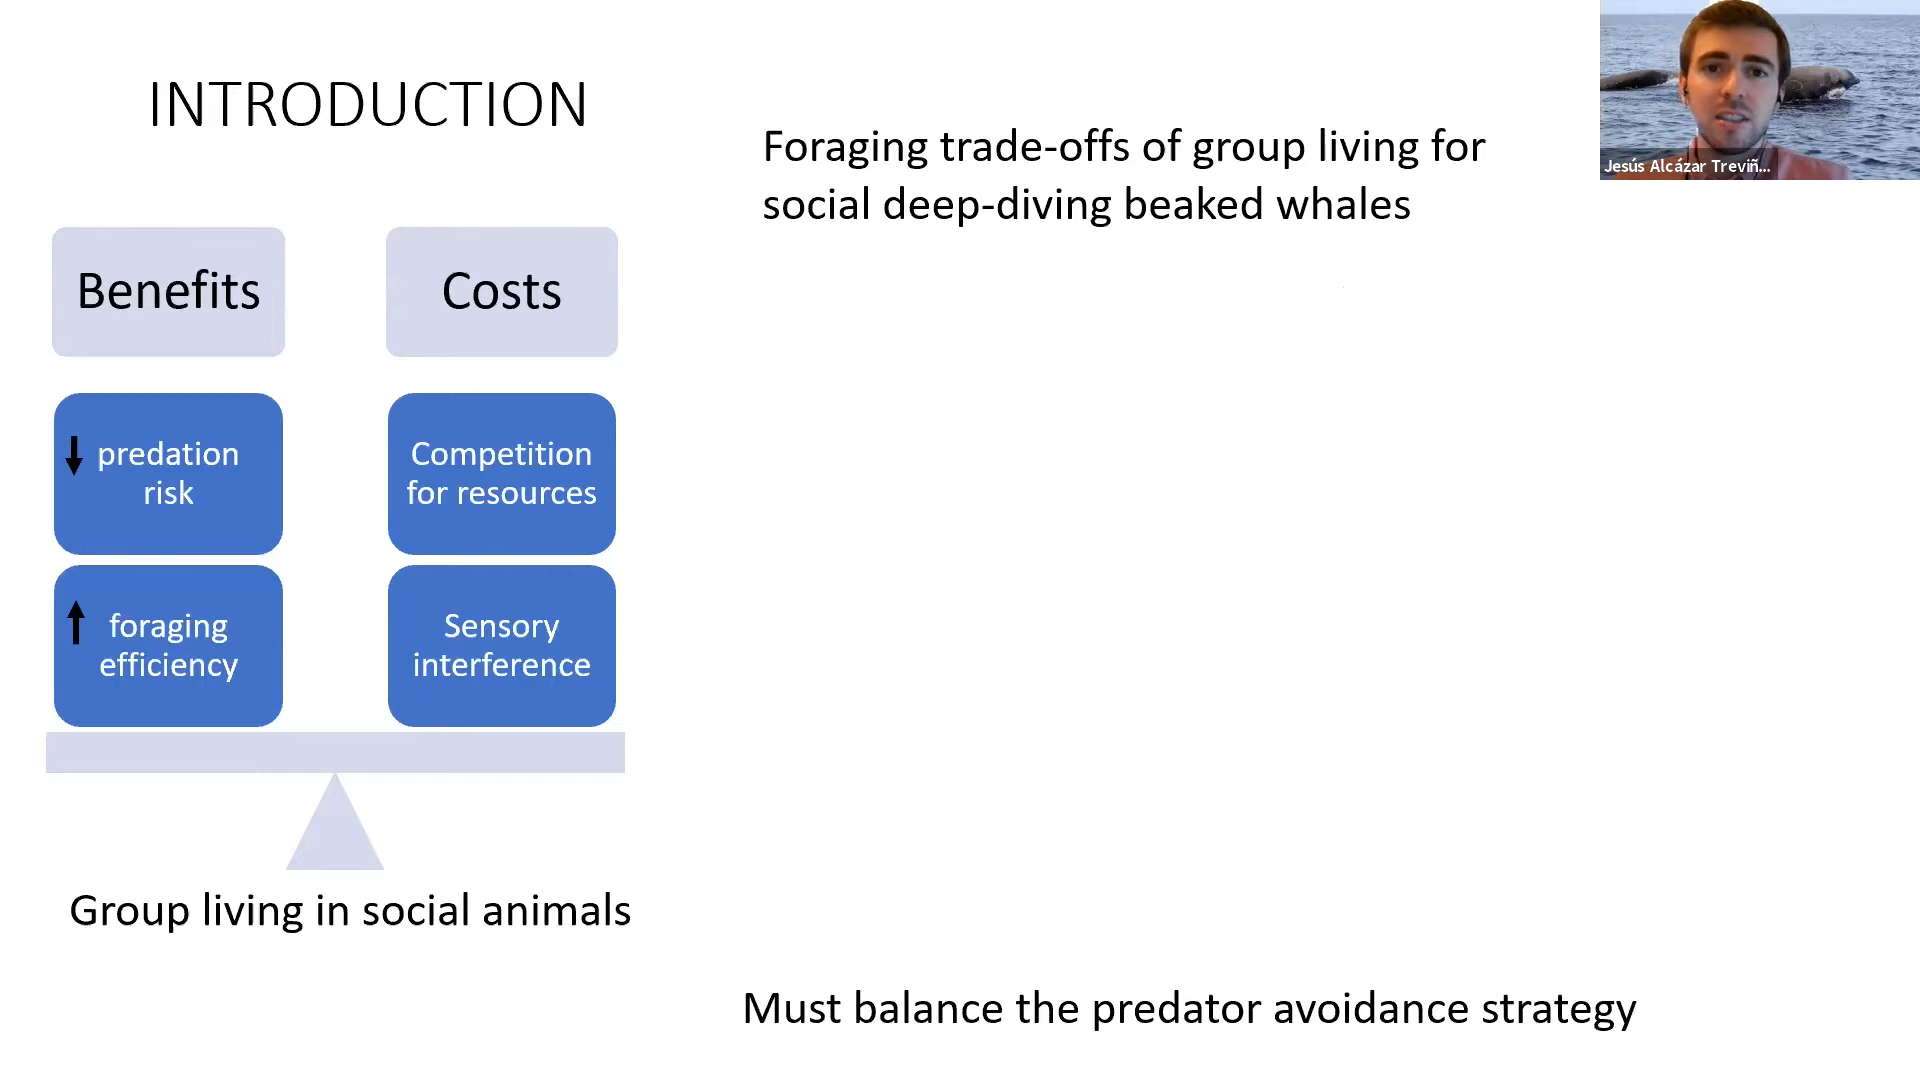 INTRODUCTION
Foraging trade-offs of group living for
social deep-diving beaked whales
Jesús Alcázar Treviñ...
Benefits
Costs
predation
risk
Competition
for resources
foraging
efficiency
Sensory
interference
Group living in social animals
Must balance the predator avoidance strategy